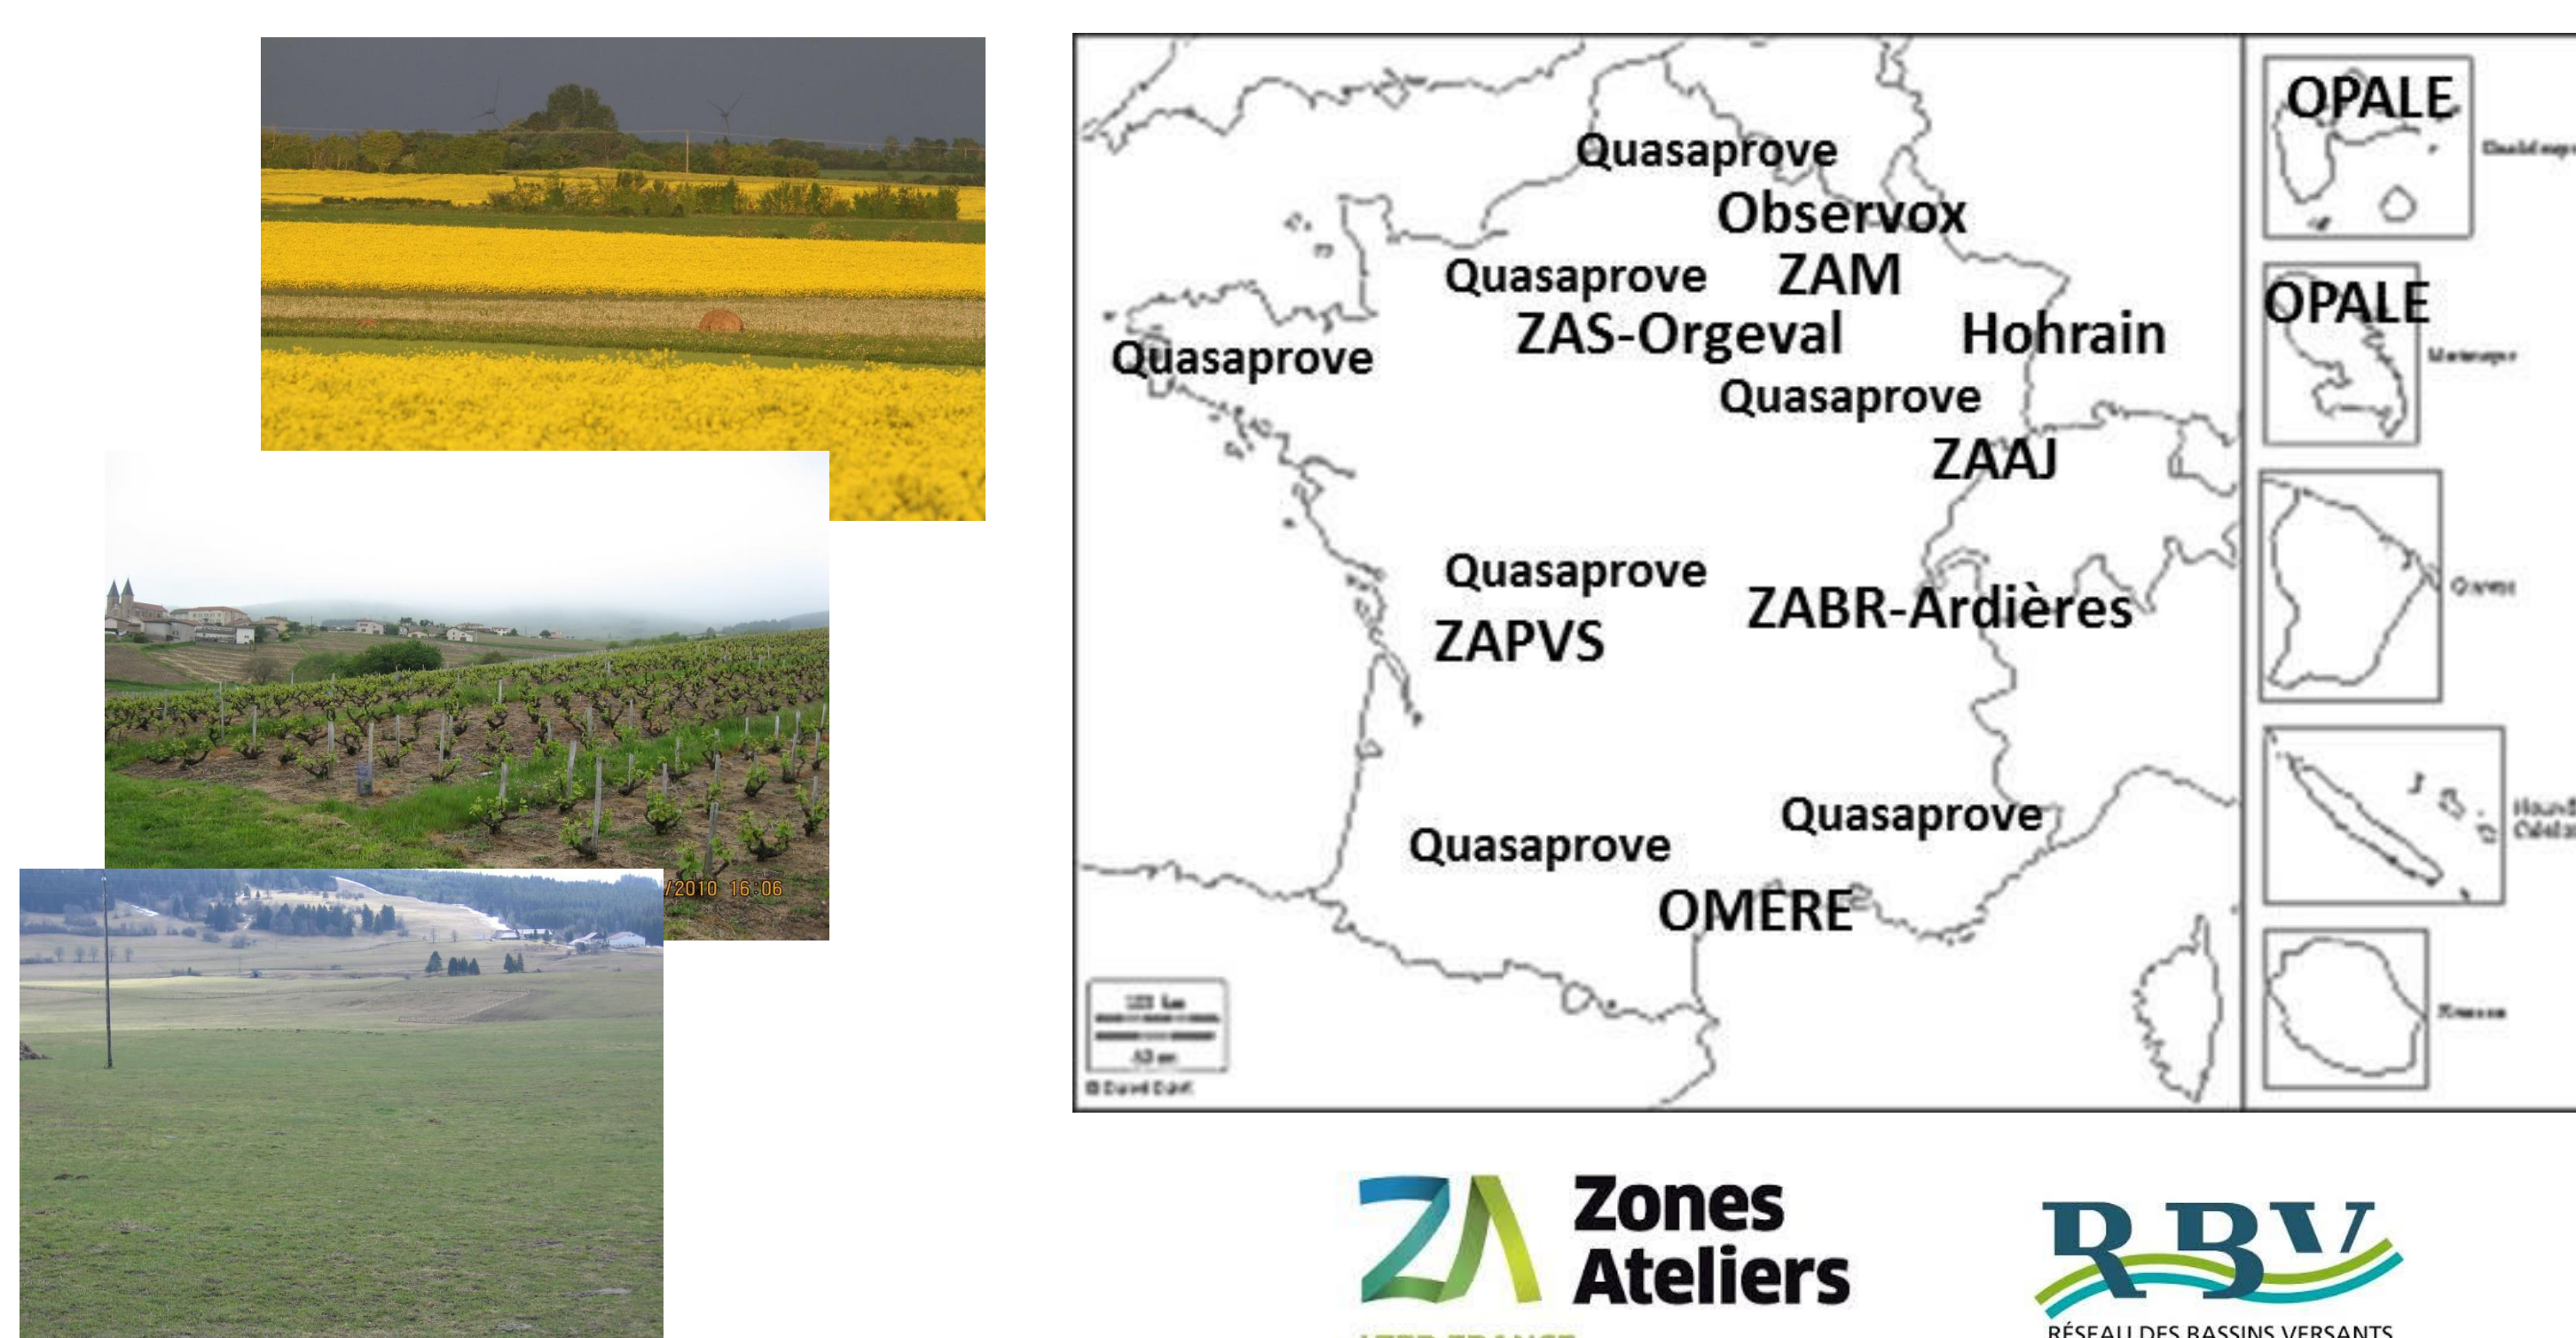 /2010 16:06
Quasaprove
Observox
Quasaprove
ZAM
ZAS-Orgeval
Hohrain
Quasaprove
Quasaprove
ZAAJ
Quasaprove
ZABR-Ardières
ZAPVS
Quasaprove
Quasaprove
OMERE
OPALE
OPALE
ZA
Zones
Ateliers
RBV
RÉSEAU DES BASSINS VERSANTS